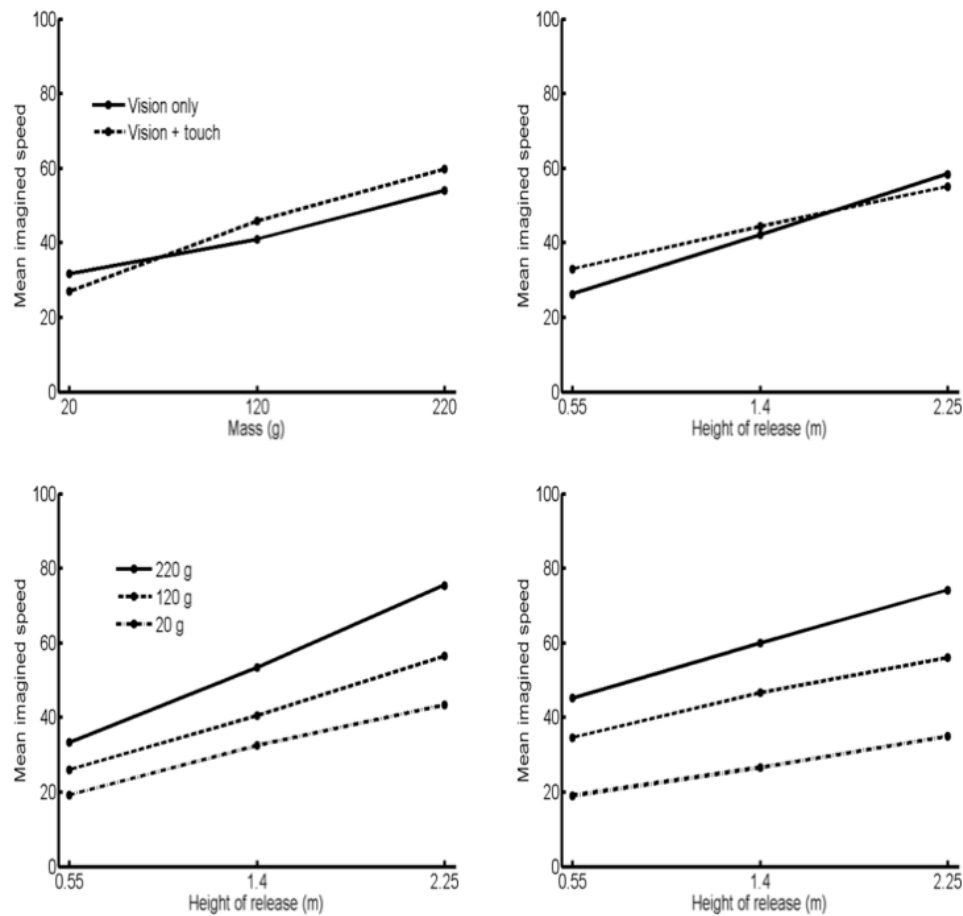 100
80
60
40
20
0
Mean imagined speed
Vision only
Vision + touch
20 120 220
Mass (g)
100
80
60
40
20
0
Mean imagined speed
0.55 1.4 2.25
Height of release (m)
100
80
60
40
20
0
Mean imagined speed
220 g
120 g
20 g
0.55 1.4 2.25
Height of release (m)
100
80
60
40
20
0
Mean imagined speed
0.55 1.4 2.25
Height of release (m)